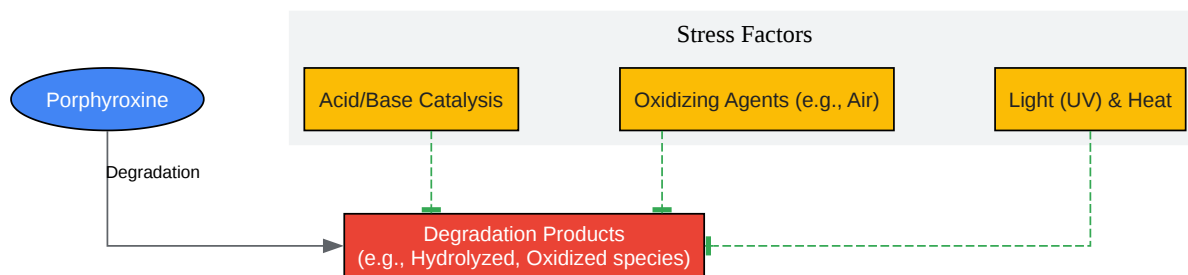 Stress Factors
Porphyroxine
Acid/Base Catalysis
Oxidizing Agents (e.g., Air)
Light (UV) & Heat
Degradation
Degradation Products
(e.g., Hydrolyzed, Oxidized species)